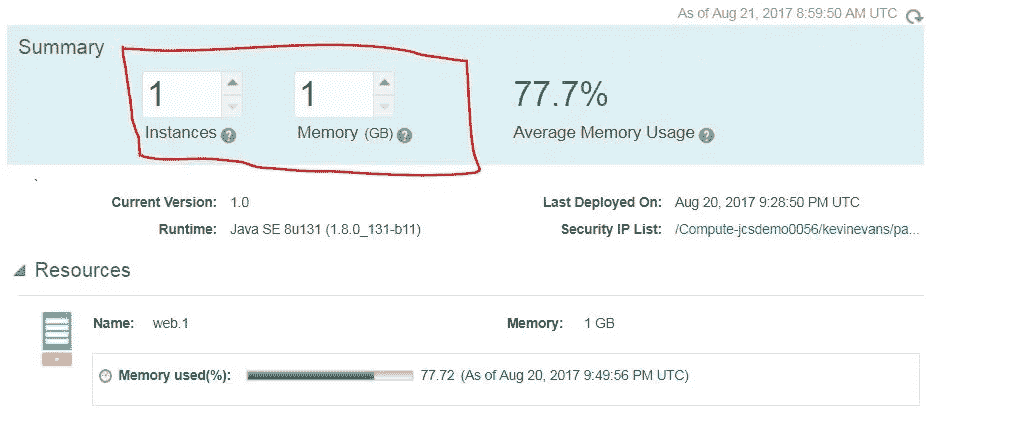 As of Aug 21, 2017 8:59:50 AM UTC
Summary
1 1 77.7%
Instances ? Memory (GB) ? Average Memory Usage ?
Current Version: 1.0 Last Deployed On: Aug 20, 2017 9:28:50 PM UTC
Runtime: Java SE 8u131 (1.8.0_131-b11) Security IP List: /Compute-jcsdemo0056/kevinevans/pa...
Resources
Name: web.1 Memory: 1 GB
Memory used(%): 77.72 (As of Aug 20, 2017 9:49:56 PM UTC)